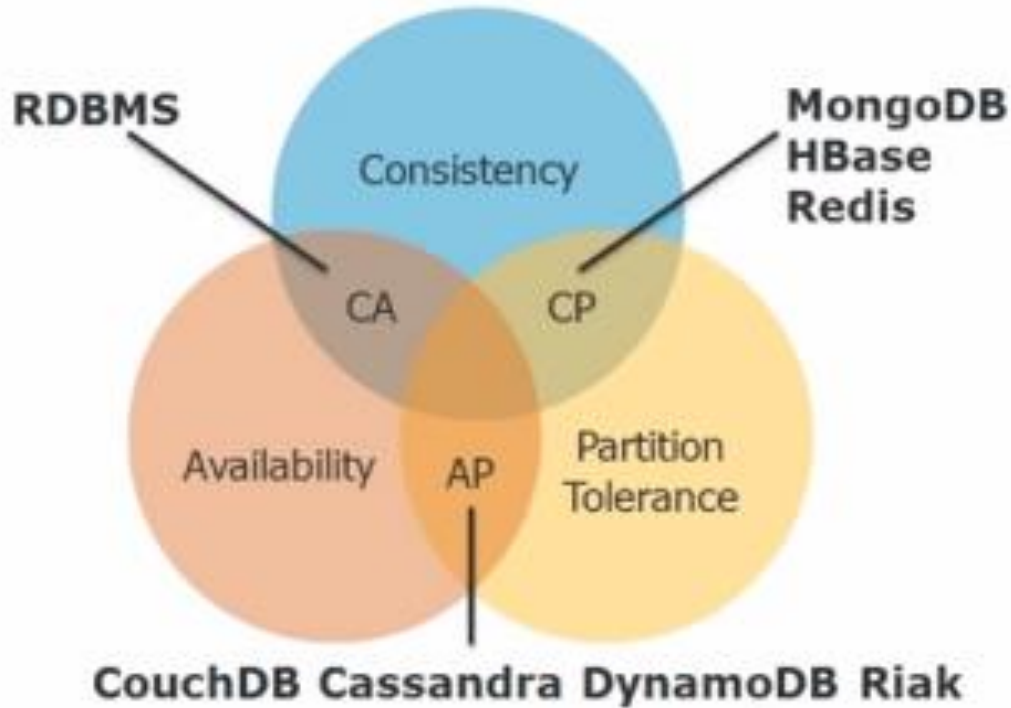 RDBMS
MongoDB
HBase
Redis
Consistency
CA
CP
Availability
AP
Partition
Tolerance
CouchDB Cassandra DynamoDB Riak